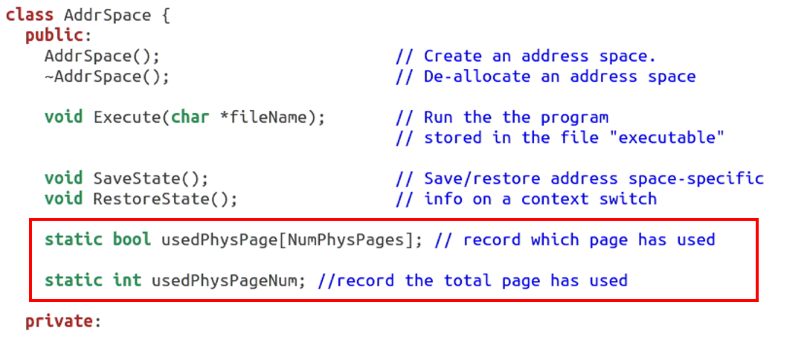 class AddrSpace {
public:
AddrSpace(); // Create an address space.
~AddrSpace(); // De-allocate an address space
void Execute(char *fileName); // Run the the program
// stored in the file "executable"
void SaveState(); // Save/restore address space-specific
void RestoreState(); // info on a context switch
static bool usedPhysPage[NumPhysPages]; // record which page has used
static int usedPhysPageNum; //record the total page has used
private: